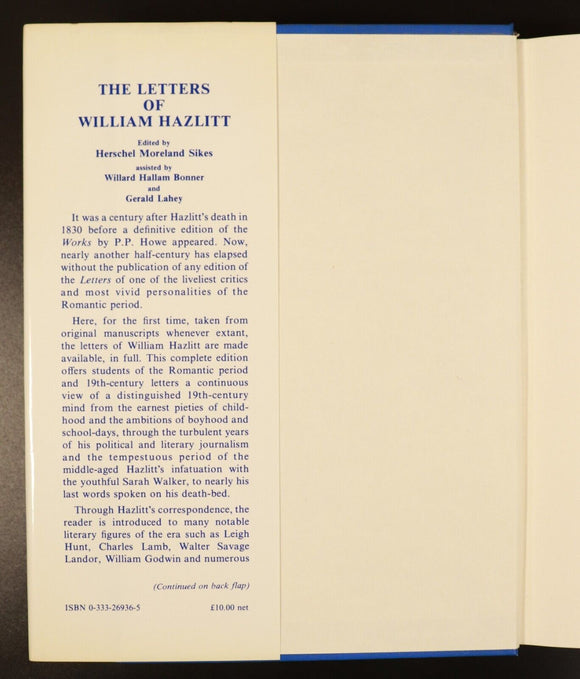 THE LETTERS
OF
WILLIAM HAZLITT
Edited by
Herschel Moreland Sikes
assisted by
Willard Hallam Bonner
and
Gerald Lahey
It was a century after Hazlitt's death in
1830 before a definitive edition of the
Works by P.P. Howe appeared. Now,
nearly another half-century has elapsed
without the publication of any edition of
the Letters of one of the liveliest critics
and most vivid personalities of the
Romantic period.
Here, for the first time, taken from
original manuscripts whenever extant,
the letters of William Hazlitt are made
available, in full. This complete edition
offers students of the Romantic period
and 19th-century letters a continuous
view of a distinguished 19th-century
mind from the earnest pieties of child-
hood and the ambitions of boyhood and
school-days, through the turbulent years
of his political and literary journalism
and the tempestuous period of the
middle-aged Hazlitt's infatuation with
the youthful Sarah Walker, to nearly his
last words spoken on his death-bed.
Through Hazlitt's correspondence, the
reader is introduced to many notable
literary figures of the era such as Leigh
Hunt, Charles Lamb, Walter Savage
Landor, William Godwin and numerous
(Continued on back flap)
ISBN 0-333-26936-5 £10.00 net